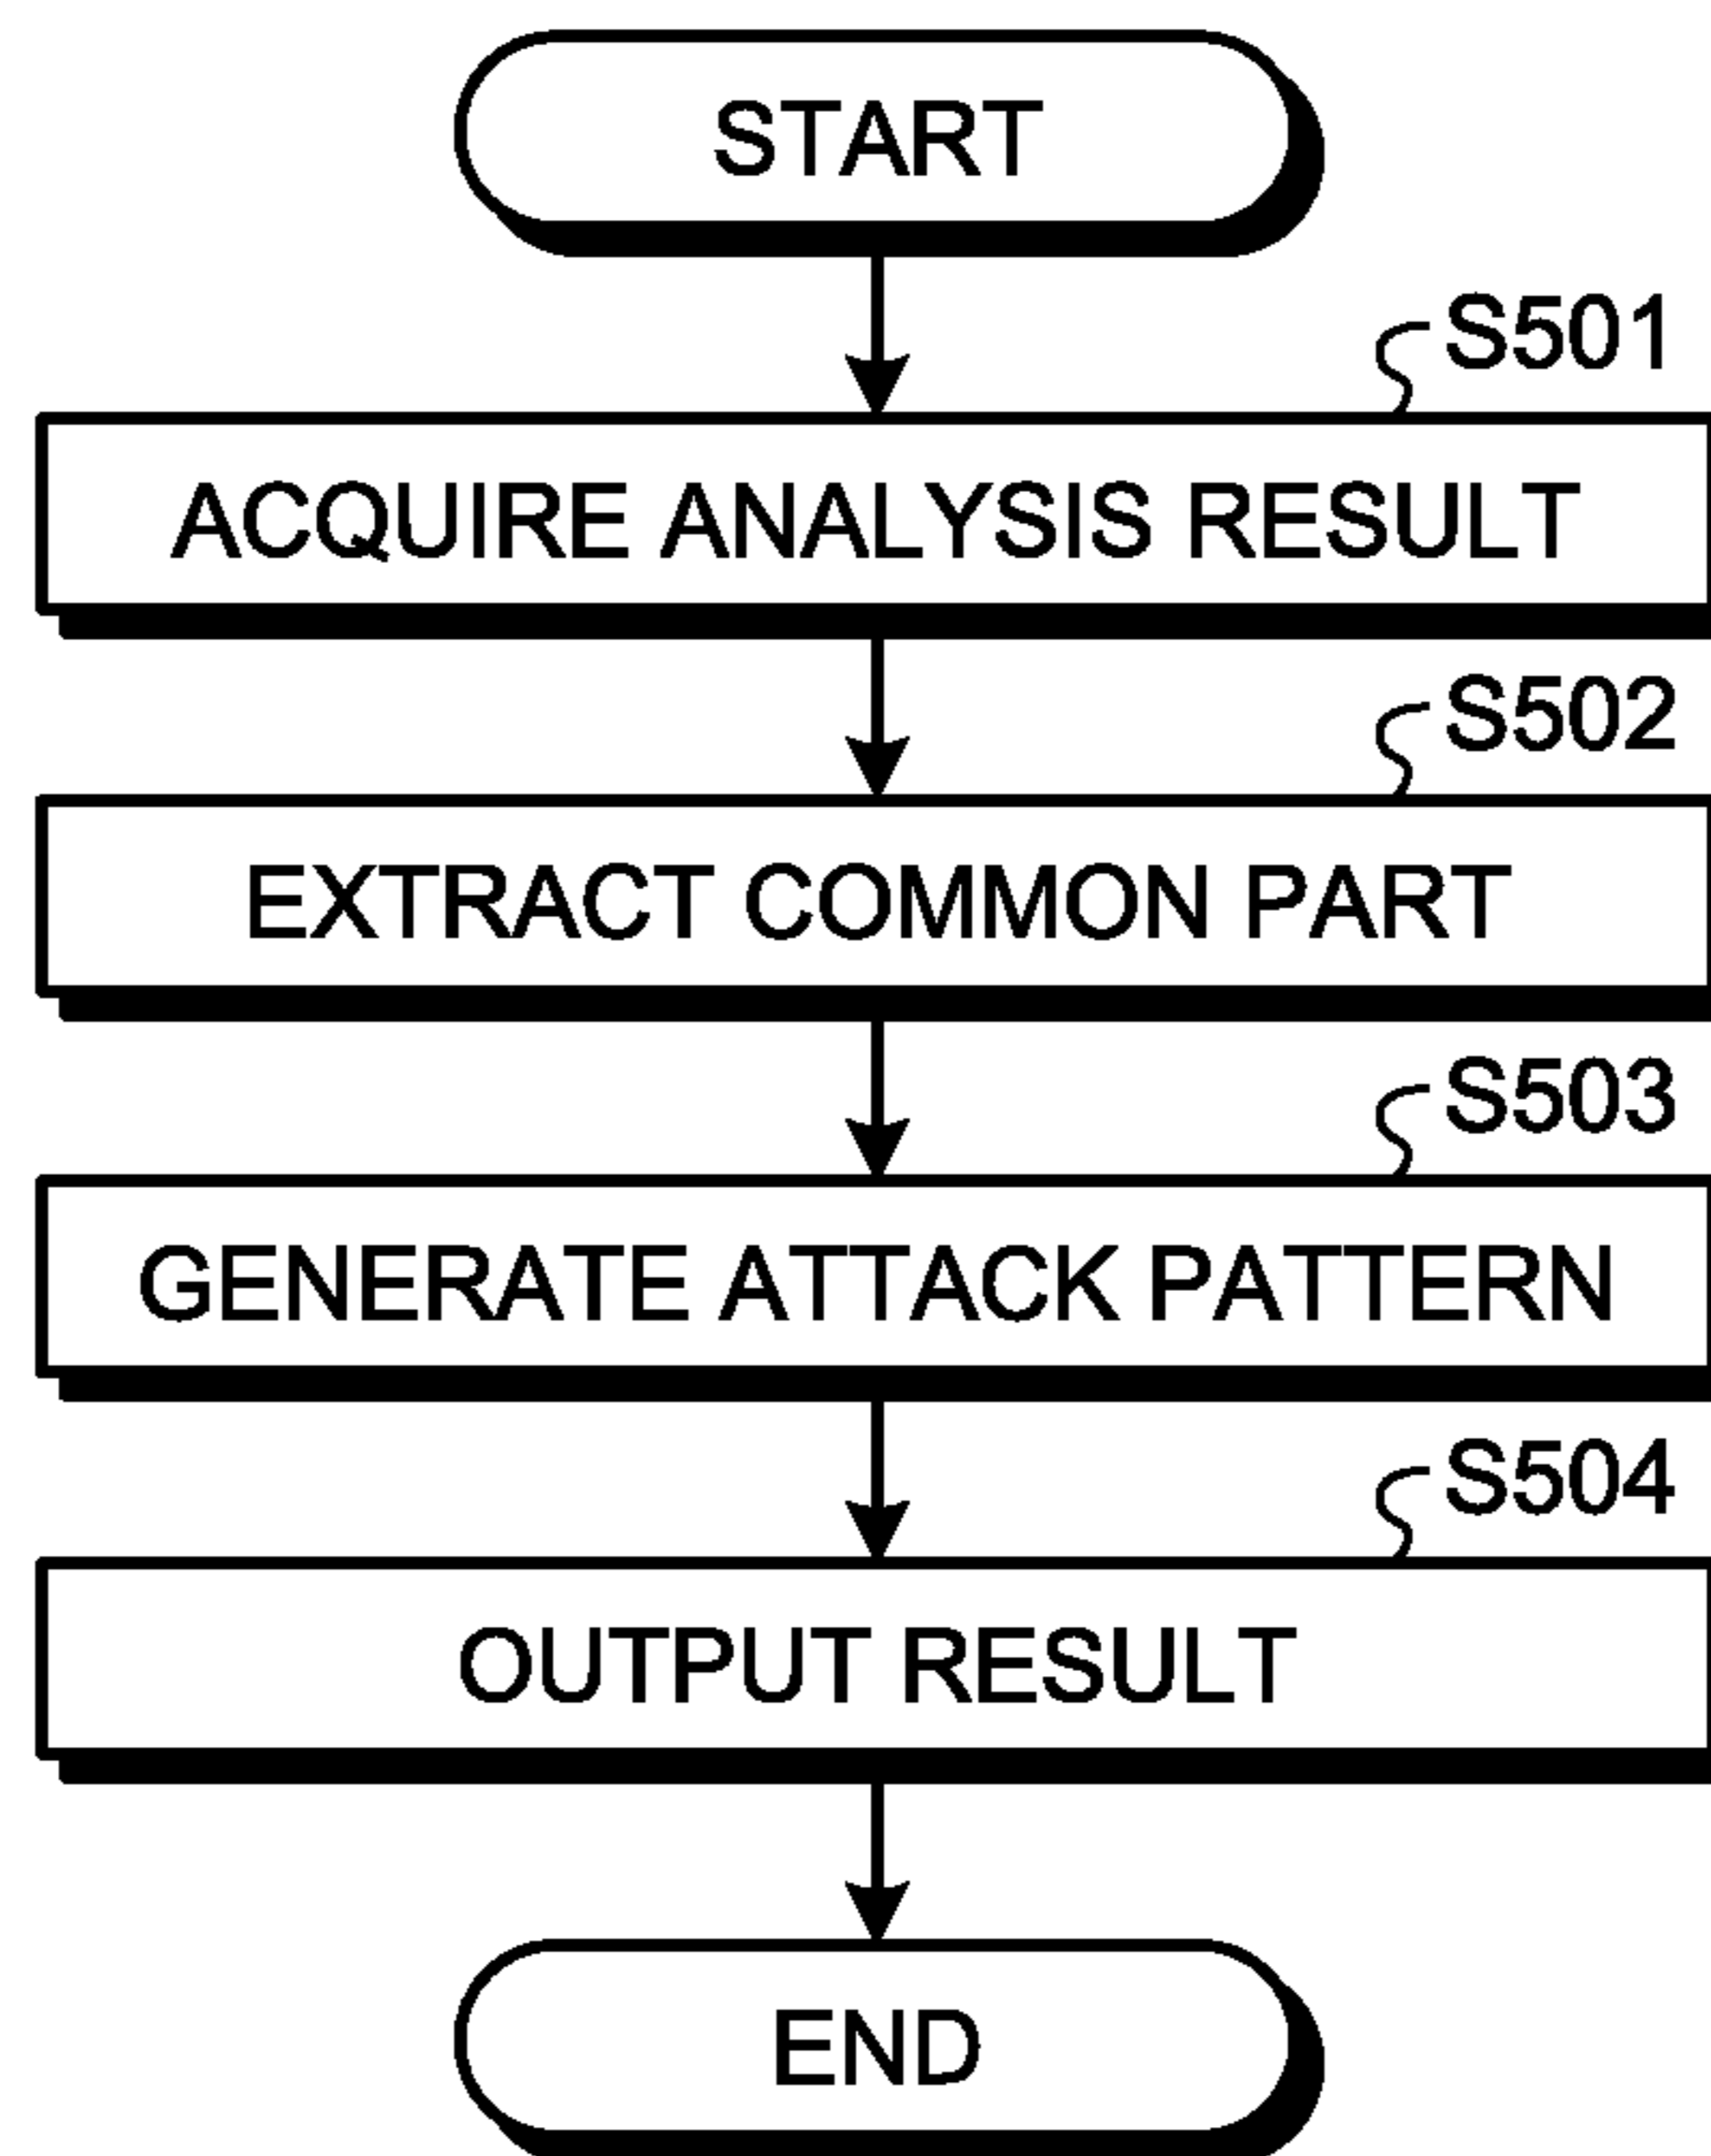 START
S501
ACQUIRE ANALYSIS RESULT
S502
EXTRACT COMMON PART
S503
GENERATE ATTACK PATTERN
S504
OUTPUT RESULT
END